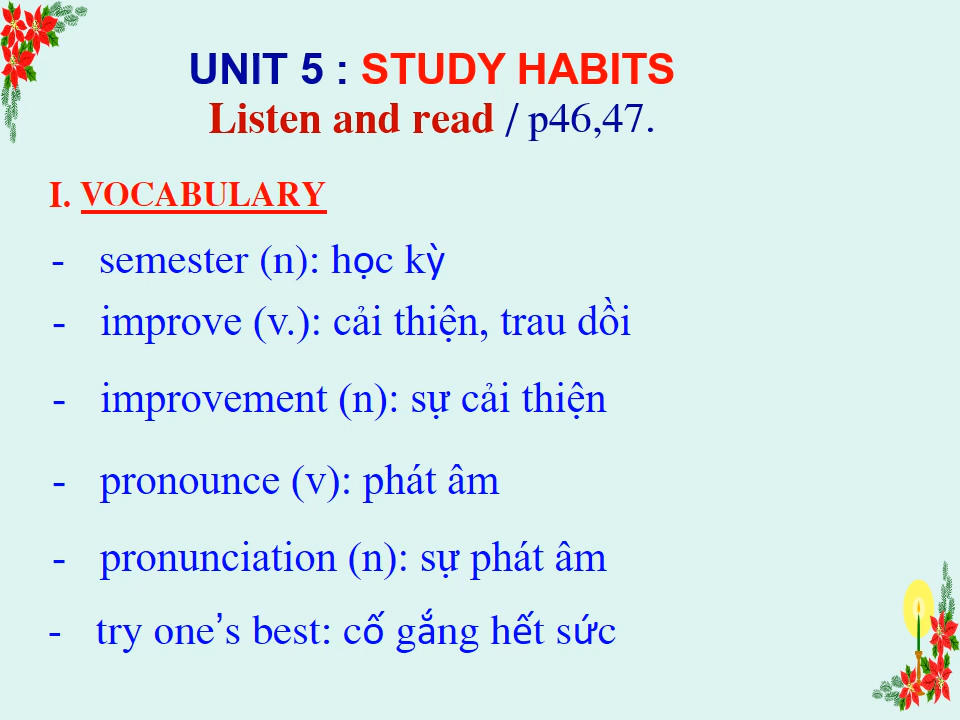 UNIT 5 : STUDY HABITS
Listen and read / p46,47.
I. VOCABULARY
- semester (n): học kỳ
- improve (v.): cải thiện, trau dồi
- improvement (n): sự cải thiện
- pronounce (v): phát âm
- pronunciation (n): sự phát âm
- try one’s best: cố gắng hết sức